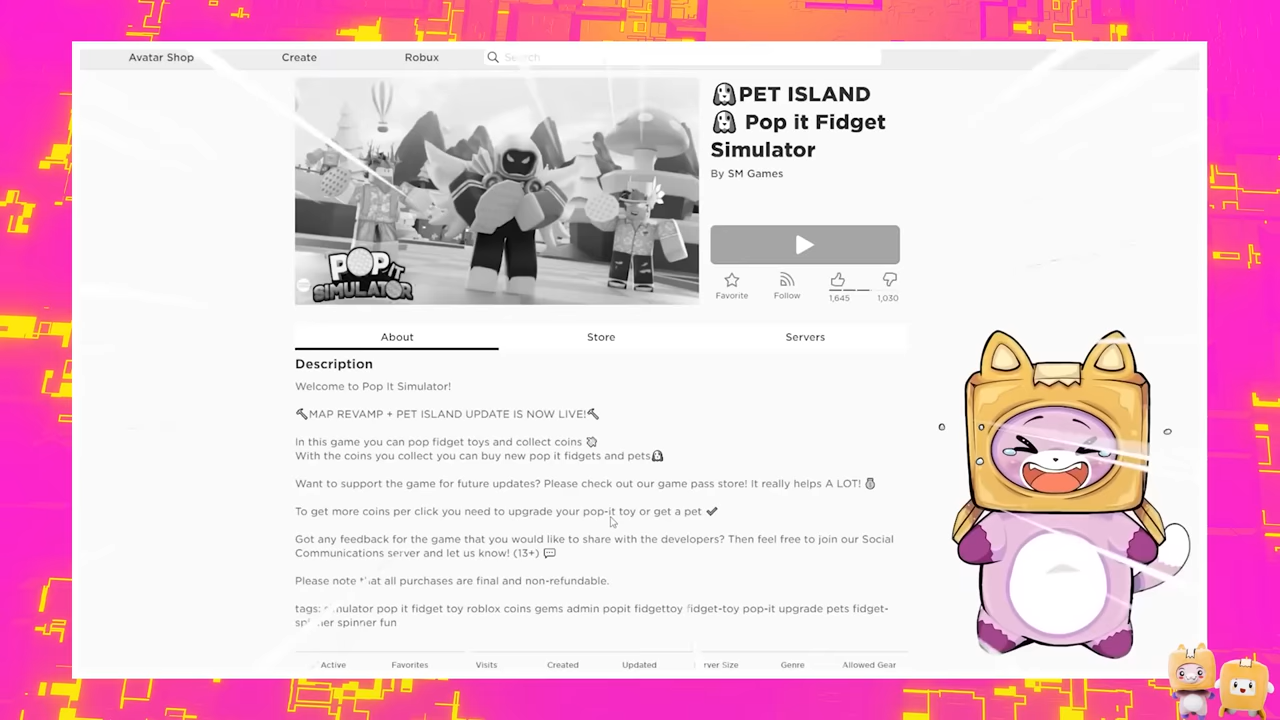 Avatar Shop Create Robux Search
PET ISLAND
Pop it Fidget
Simulator
By SM Games
POP IT
SIMULATOR
Favorite Follow 1,645 1,030
About Store Servers
Description
Welcome to Pop It Simulator!
MAP REVAMP + PET ISLAND UPDATE IS NOW LIVE!
In this game you can pop fidget toys and collect coins
With the coins you collect you can buy new pop it fidgets and pets
Want to support the game for future updates? Please check out our game pass store! It really helps A LOT!
To get more coins per click you need to upgrade your pop-it toy or get a pet
Got any feedback for the game that you would like to share with the developers? Then feel free to join our Social
Communications server and let us know! (13+)
Please note that all purchases are final and non-refundable.
tags: simulator pop it fidget toy roblox coins gems admin popit fidgettoy fidget-toy pop-it upgrade pets fidget-
spinner spinner fun
Active Favorites Visits Created Updated rver Size Genre Allowed Gear